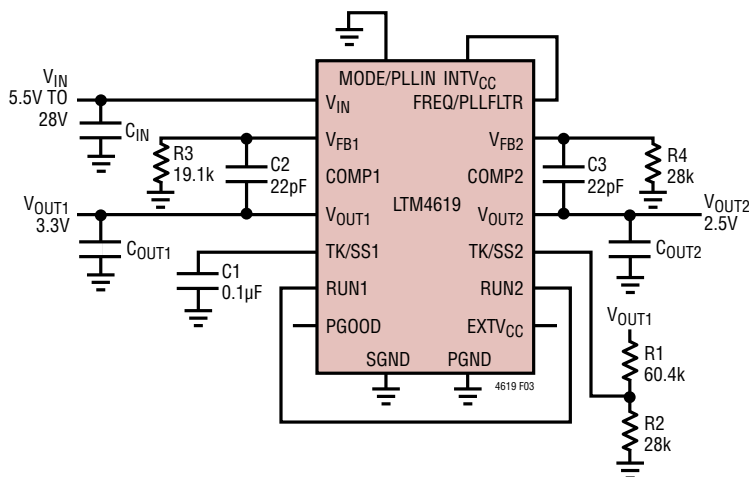 MODE/PLLIN INTVCC
VIN
5.5V TO
28V
CIN
VIN
FREQ/PLLFLTR
R3
19.1k
VFB1
VFB2
C2
22pF
C3
22pF
R4
28k
COMP1
COMP2
LTM4619
VOUT1
3.3V
VOUT1
VOUT2
VOUT2
2.5V
COUT1
COUT2
TK/SS1
TK/SS2
C1
0.1µF
RUN1
RUN2
PGOOD
EXTVCC
VOUT1
R1
60.4k
SGND
PGND
4619 F03
R2
28k